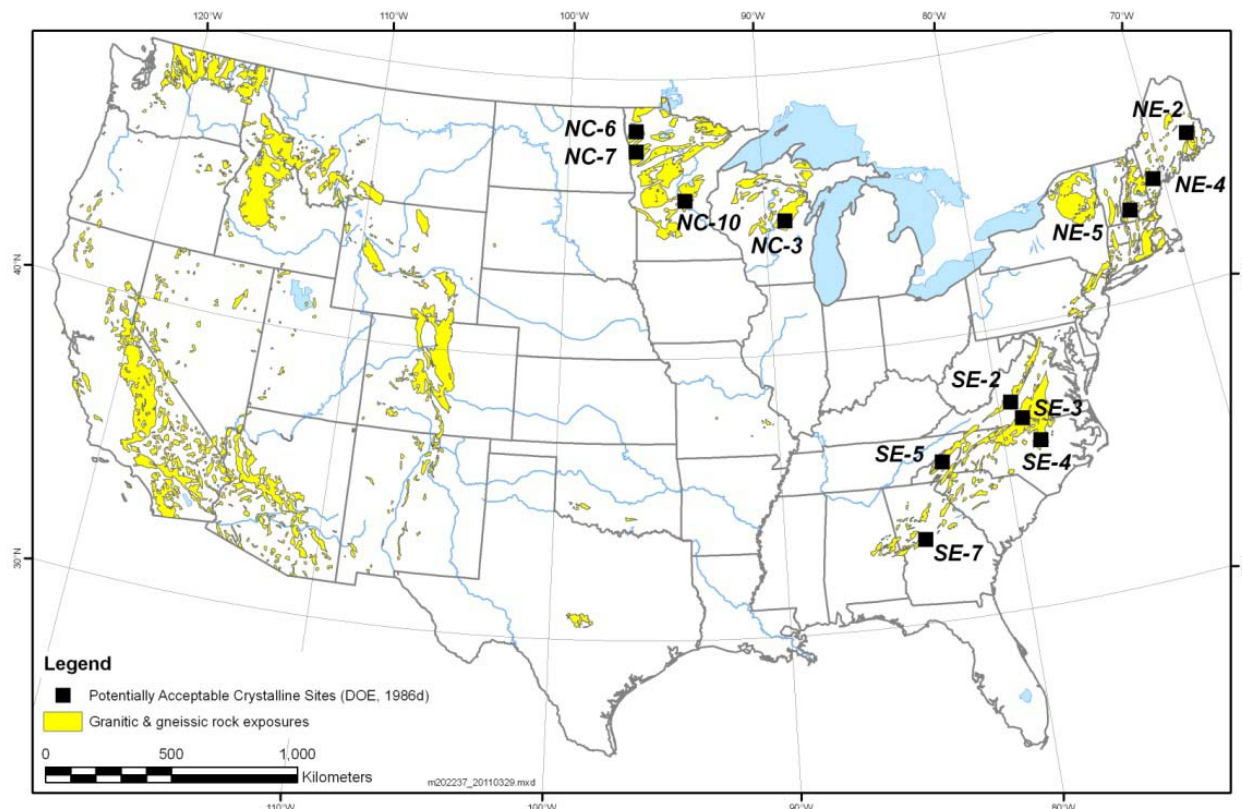 120°W
110°W
100°W
90°W
80°W
70°W
NE-2
NC-6
NC-7
NE-4
NC-10
NC-3
NE-5
40°N
SE-2
SE-3
SE-5
SE-4
SE-7
30°N
Legend
Potentially Acceptable Crystalline Sites (DOE, 1986d)
Granitic & gneissic rock exposures
0 500 1,000
Kilometers
m202237_20110329.mxd
110°W
100°W
90°W
80°W